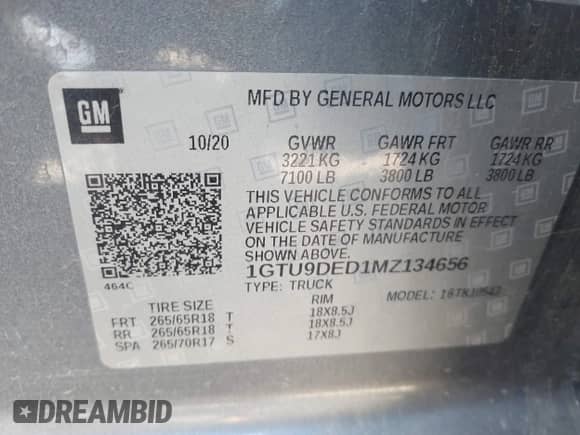 GM
MFD BY GENERAL MOTORS LLC
10/20 GVWR GAWR FRT GAWR RR
3221 KG 1724 KG 1724 KG
7100 LB 3800 LB 3800 LB
THIS VEHICLE CONFORMS TO ALL
APPLICABLE U.S. FEDERAL MOTOR
VEHICLE SAFETY STANDARDS IN EFFECT
ON THE DATE OF MANUFACTURE
SHOWN ABOVE.
1GTU9DED1MZ134656
464C
TYPE: TRUCK MODEL:
TIRE SIZE RIM
FRT 265/65R18 T 18X8.5J
RR 265/65R18 T 18X8.5J
SPA 265/70R17 S 17X8J
DREAMBID